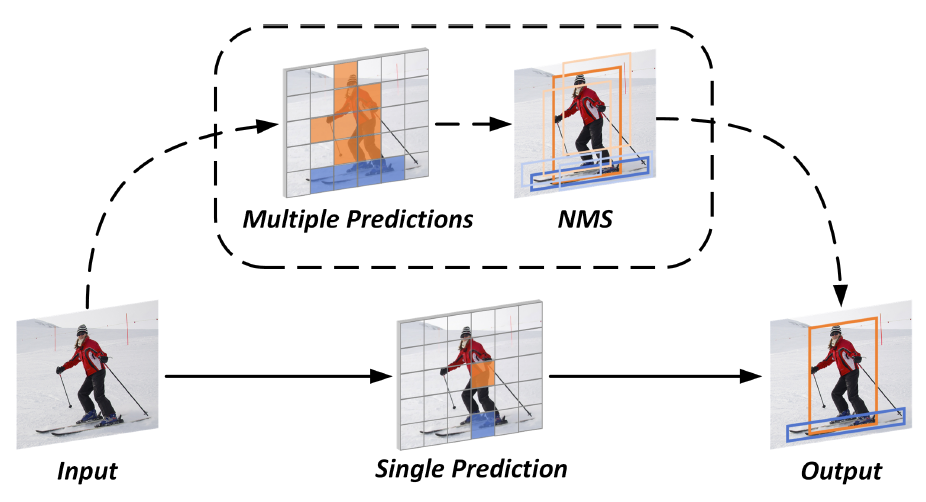 Multiple Predictions
NMS
Input
Single Prediction
Output